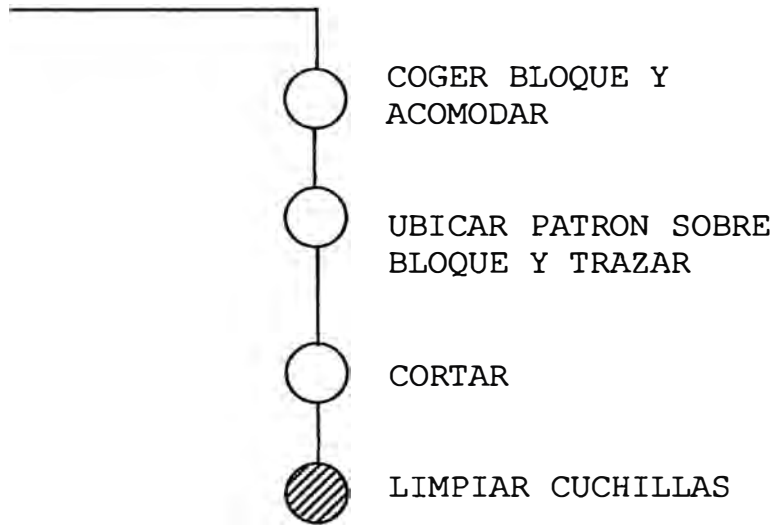 COGER BLOQUE Y
ACOMODAR
UBICAR PATRON SOBRE
BLOQUE Y TRAZAR
CORTAR
LIMPIAR CUCHILLAS